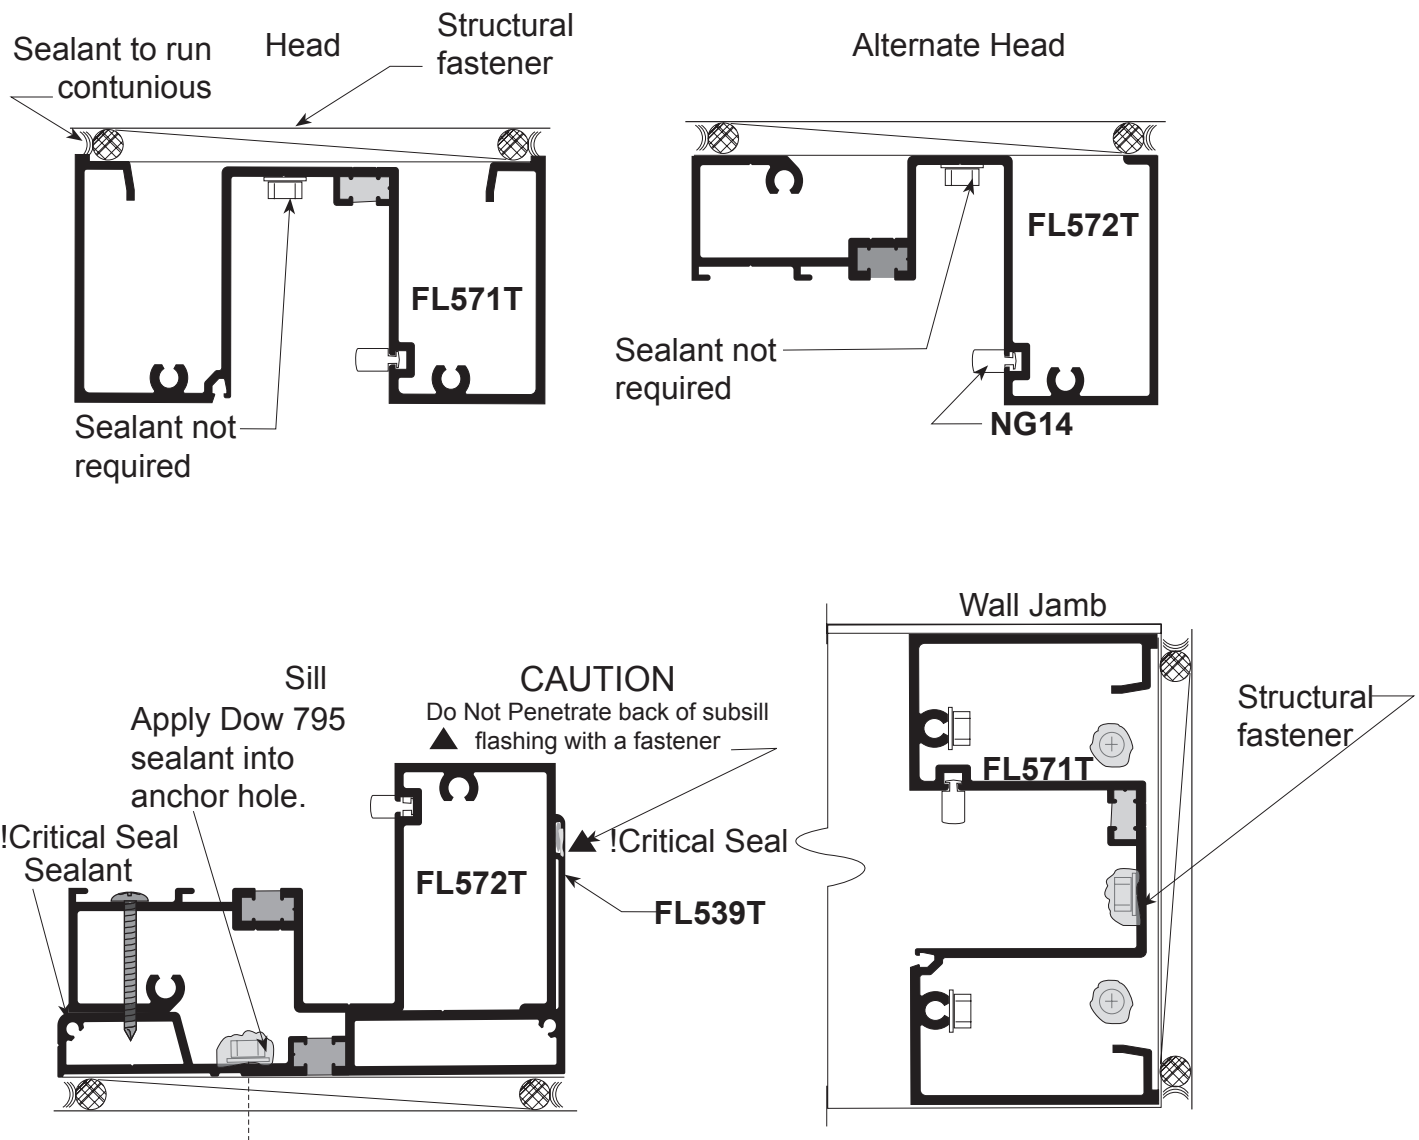 Sealant to run
contunious
Head
Structural
fastener
Alternate Head
FL571T
FL572T
Sealant not
required
Sealant not
required
NG14
Wall Jamb
Sill
CAUTION
Do Not Penetrate back of subsill
flashing with a fastener
Apply Dow 795
sealant into
anchor hole.
!Critical Seal
Sealant
!Critical Seal
FL572T
FL539T
FL571T
Structural
fastener